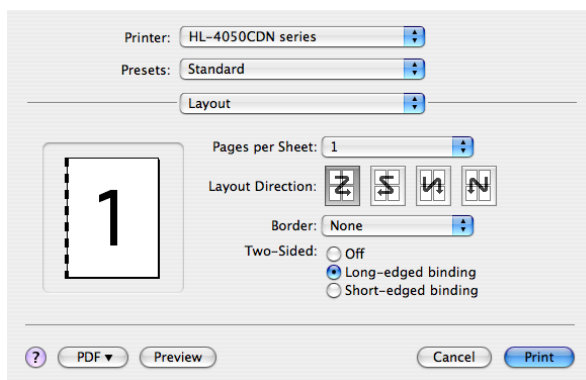 Printer: HL-4050CDN series
Presets: Standard
Layout
Pages per Sheet: 1
1
Layout Direction:
Border: None
Two-Sided: Off
Long-edged binding
Short-edged binding
? PDF ▼ Preview Cancel Print